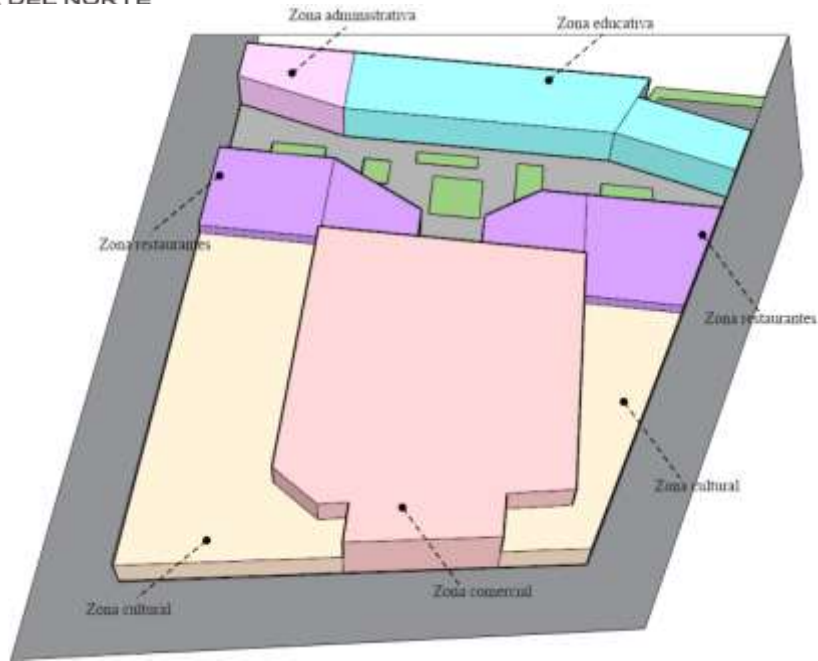 DEL NORTE
Zona administrativa
Zona educativa
Zona restaurantes
Zona restaurantes
Zona cultural
Zona comercial
Zona cultural